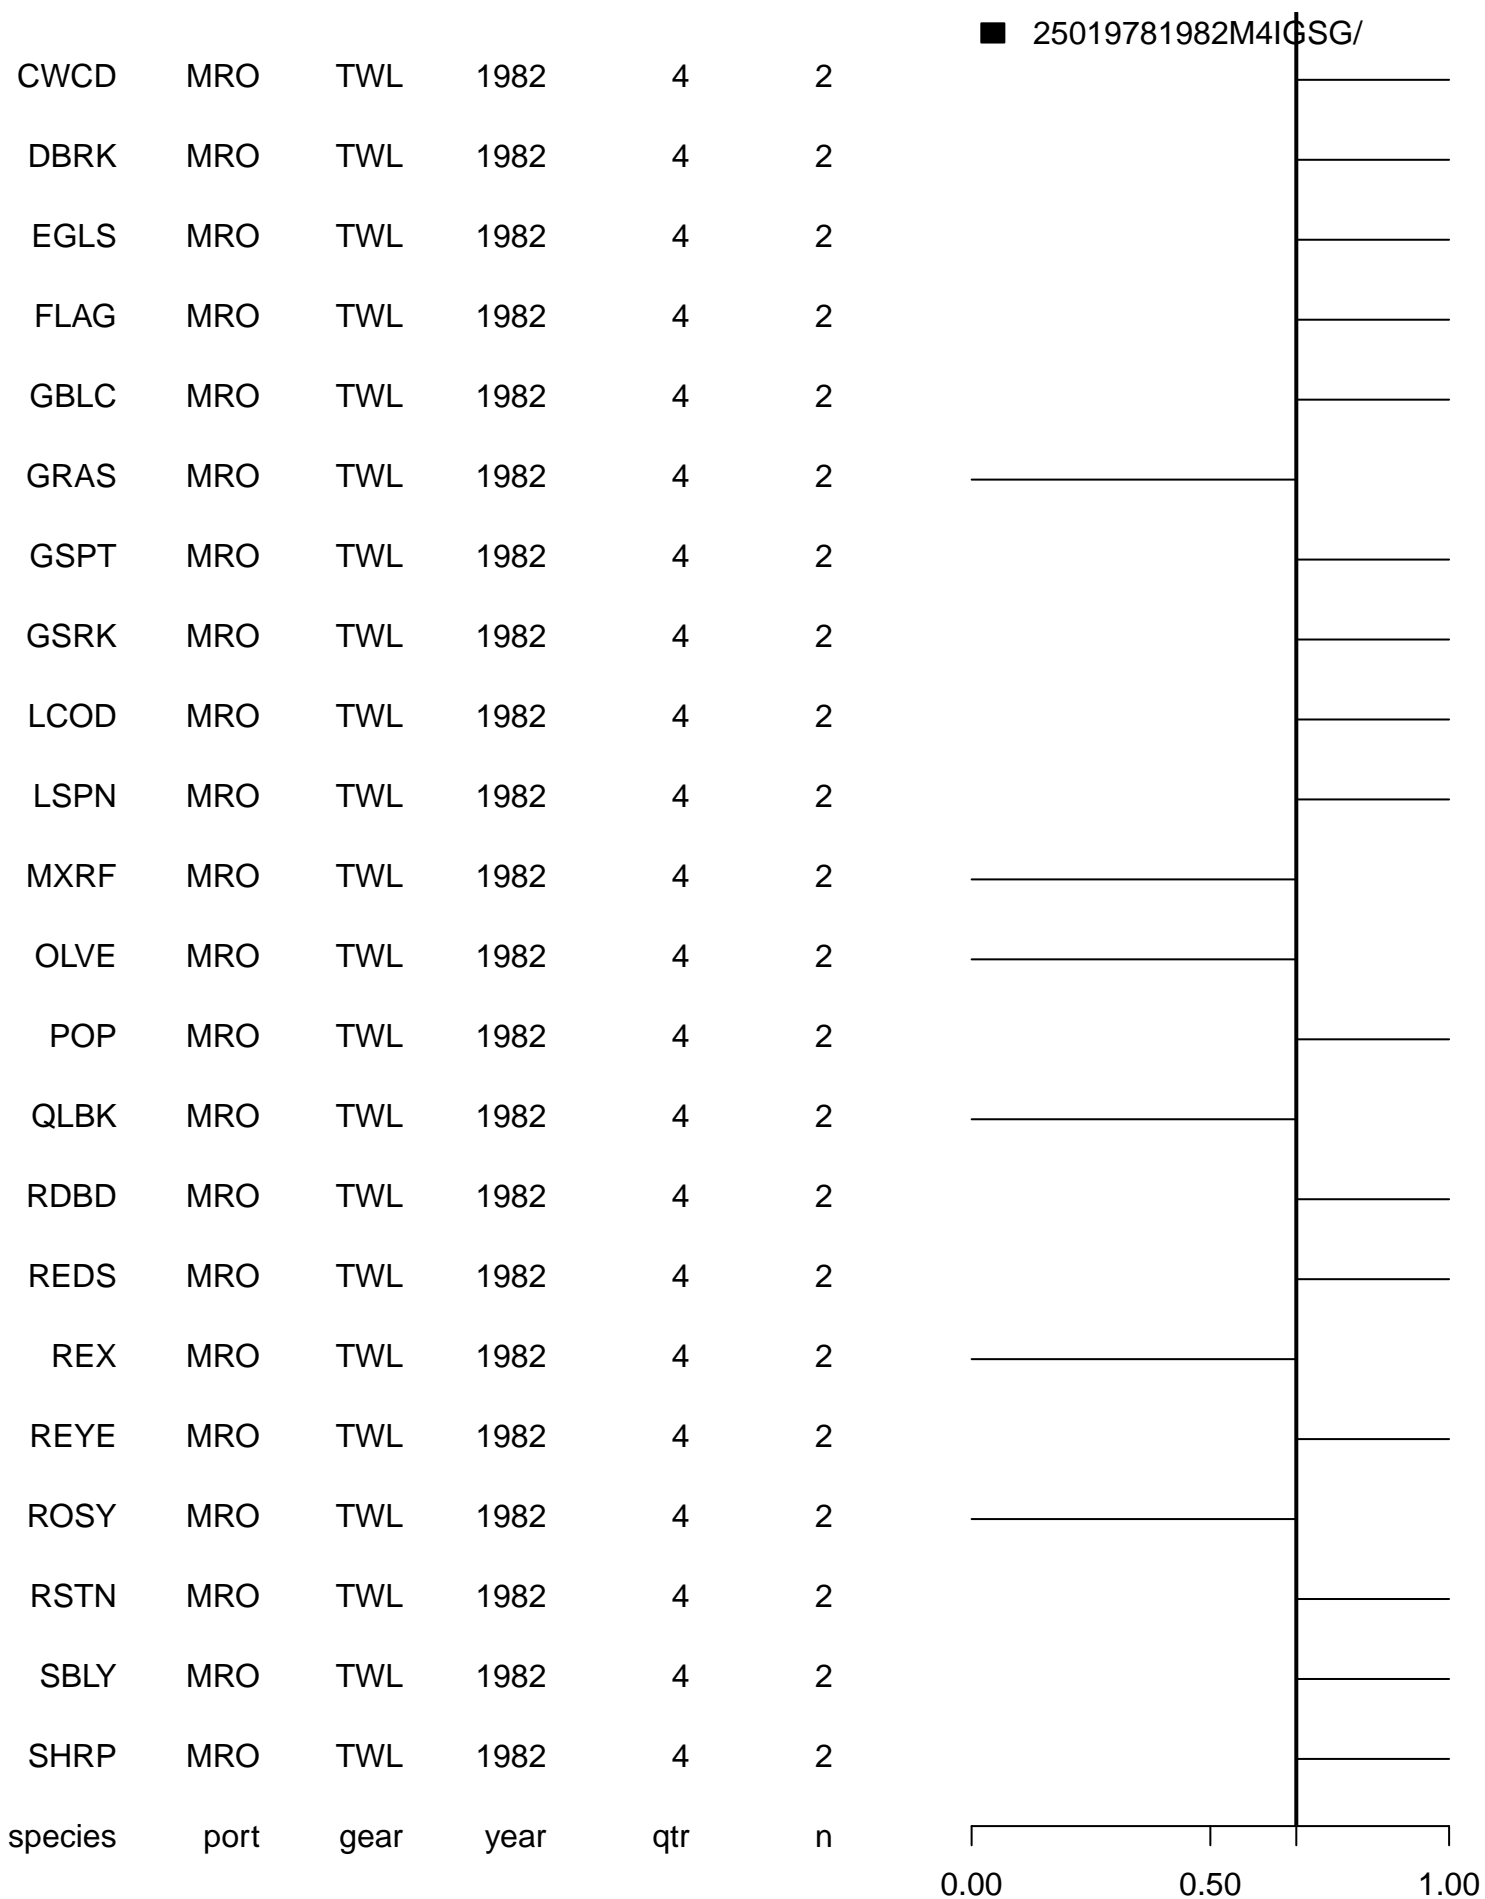 25019781982M4IGSG/
CWCD MRO TWL 1982 4 2
DBRK MRO TWL 1982 4 2
EGLS MRO TWL 1982 4 2
FLAG MRO TWL 1982 4 2
GBLC MRO TWL 1982 4 2
GRAS MRO TWL 1982 4 2
GSPT MRO TWL 1982 4 2
GSRK MRO TWL 1982 4 2
LCOD MRO TWL 1982 4 2
LSPN MRO TWL 1982 4 2
MXRF MRO TWL 1982 4 2
OLVE MRO TWL 1982 4 2
POP MRO TWL 1982 4 2
QLBK MRO TWL 1982 4 2
RDBD MRO TWL 1982 4 2
REDS MRO TWL 1982 4 2
REX MRO TWL 1982 4 2
REYE MRO TWL 1982 4 2
ROSY MRO TWL 1982 4 2
RSTN MRO TWL 1982 4 2
SBLY MRO TWL 1982 4 2
SHRP MRO TWL 1982 4 2
species port gear year qtr n
0.00 0.50 1.00